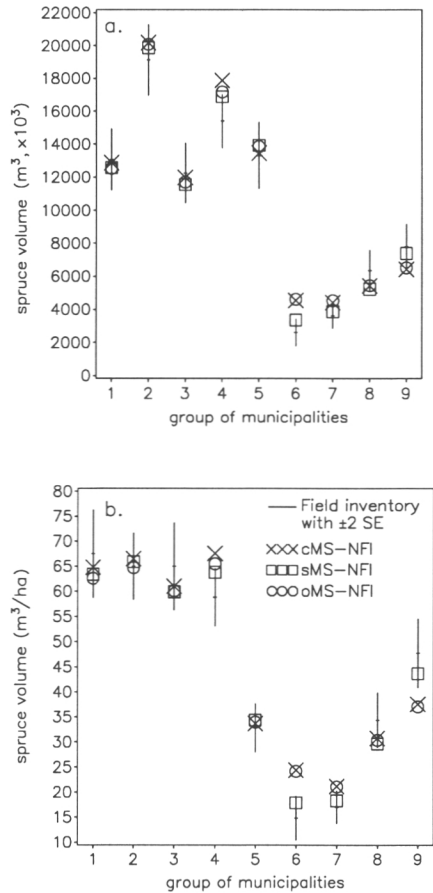 a.
22000
20000
18000
16000
14000
12000
10000
8000
6000
4000
2000
0
spruce volume (m³, x10³)
1 2 3 4 5 6 7 8 9
group of municipalities
b.
80
75
70
65
60
55
50
45
40
35
30
25
20
15
10
spruce volume (m³/ha)
Field inventory
with ±2 SE
cMS-NFI
sMS-NFI
oMS-NFI
1 2 3 4 5 6 7 8 9
group of municipalities